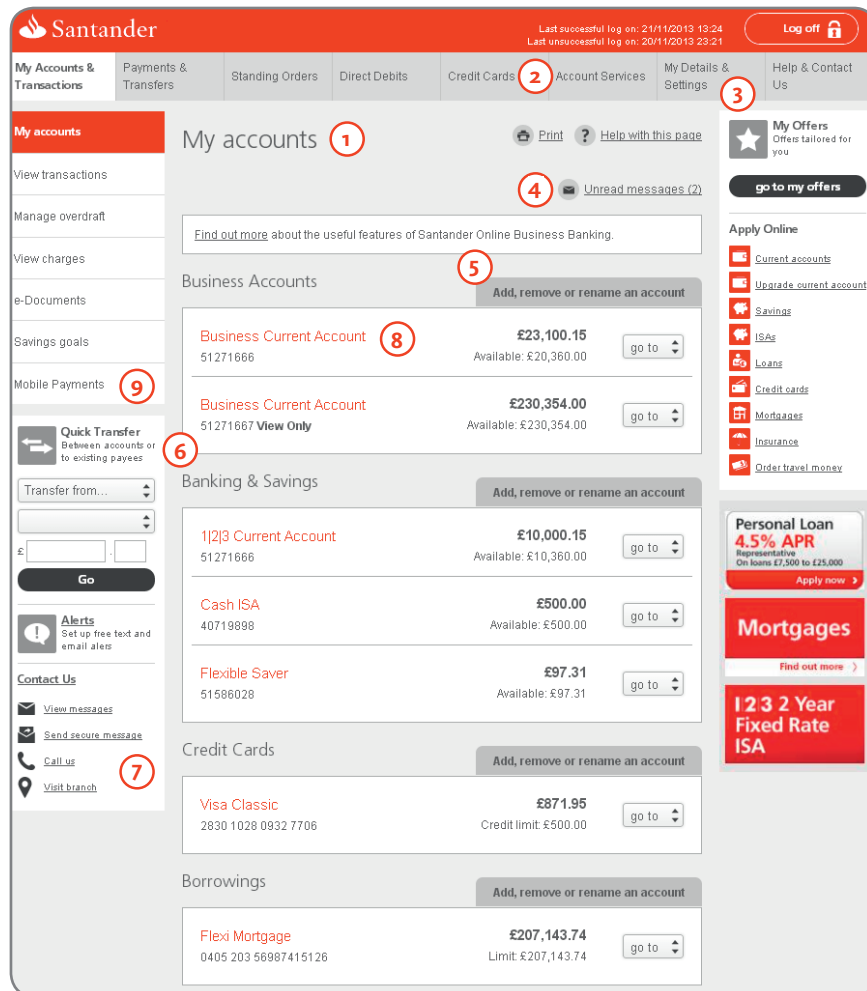 Santander
Last successful log on: 21/11/2013 13:24
Last unsuccessful log on: 20/11/2013 23:21
Log off
My Accounts &
Transactions
Payments &
Transfers
Standing Orders
Direct Debits
Credit Cards
2
Account Services
My Details &
Settings
3
Help & Contact
Us
My accounts
View transactions
Manage overdraft
View charges
e-Documents
Savings goals
Mobile Payments 9
Quick Transfer
Between accounts or
to existing payees
6
Transfer from...
£ .
Go
Alerts
Set up free text and
email alers
Contact Us
View messages
Send secure message
Call us
7
Visit branch
My accounts 1
Print
? Help with this page
4 Unread messages (2)
Find out more about the useful features of Santander Online Business Banking.
5
Business Accounts
Add, remove or rename an account
Business Current Account 8 £23,100.15
51271666 Available: £20,360.00
go to
Business Current Account £230,354.00
51271667 View Only Available: £230,354.00
go to
Banking & Savings
Add, remove or rename an account
1|2|3 Current Account £10,000.15
51271666 Available: £10,360.00
go to
Cash ISA £500.00
40719898 Available: £500.00
go to
Flexible Saver £97.31
51586028 Available: £97.31
go to
Credit Cards
Add, remove or rename an account
Visa Classic £871.95
2830 1028 0932 7706 Credit limit: £500.00
go to
Borrowings
Add, remove or rename an account
Flexi Mortgage £207,143.74
0405 203 56987415126 Limit: £207,143.74
go to
My Offers
Offers tailored for
you
go to my offers
Apply Online
Current accounts
Upgrade current account
Savings
ISAs
Loans
Credit cards
Mortgages
Insurance
Order travel money
Personal Loan
4.5% APR
Representative
On loans £7,500 to £25,000
Apply now
Mortgages
Find out more
1|2|3 2 Year
Fixed Rate
ISA